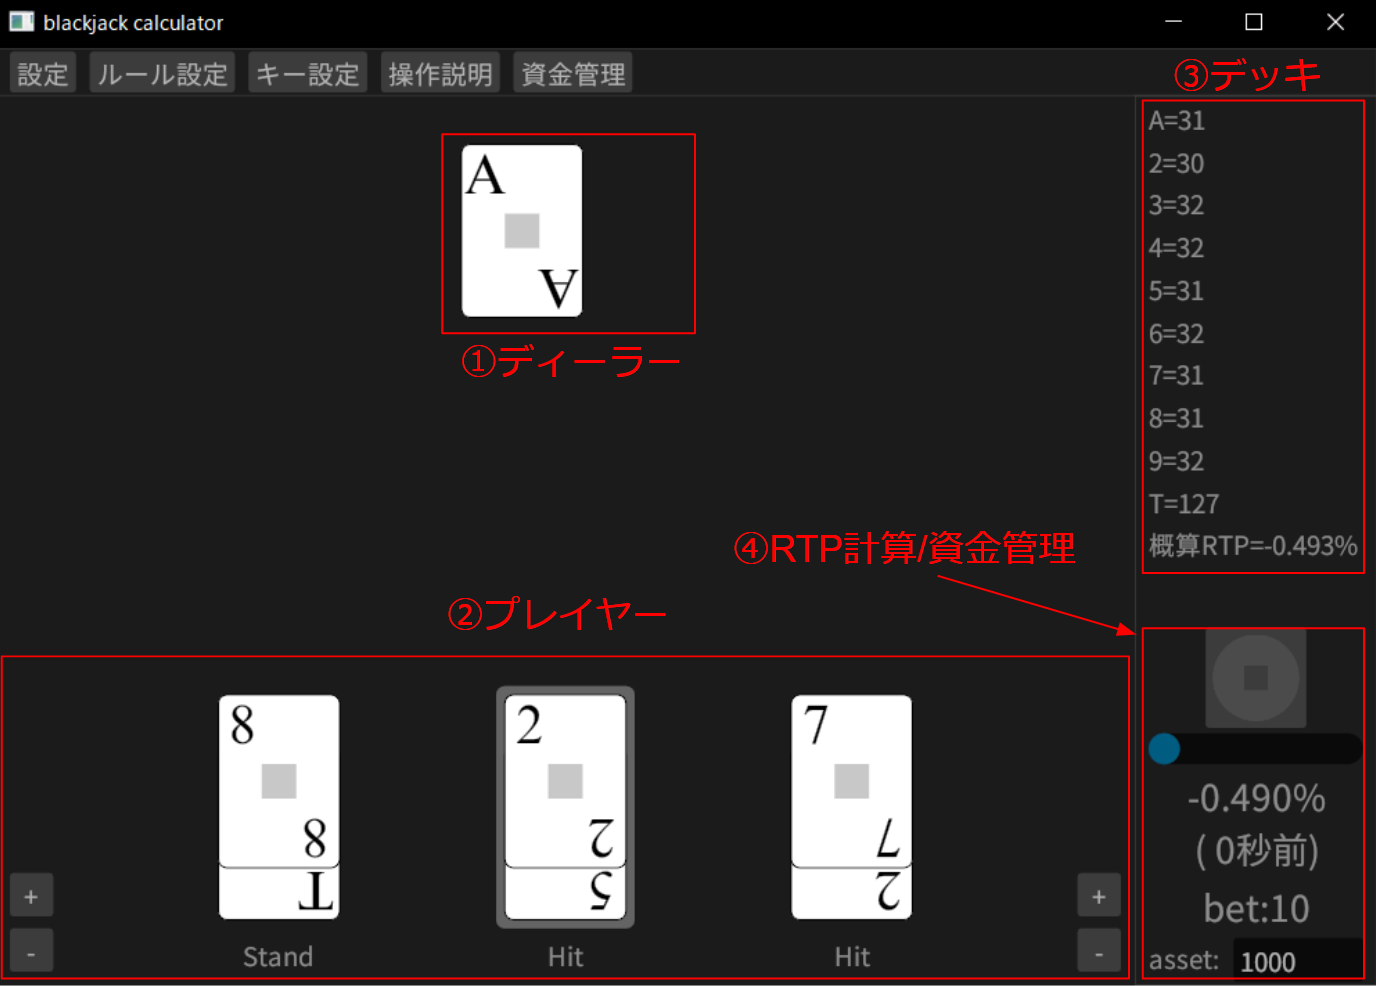 blackjack calculator
設定 ルール設定 キー設定 操作説明 資金管理
③デッキ
A=31
2=30
3=32
4=32
5=31
6=32
7=31
8=31
9=32
T=127
概算RTP=-0.493%
A
A
①ディーラー
④RTP計算/資金管理
②プレイヤー
8
8
T
Stand
2
2
5
Hit
7
7
2
Hit
+
-
+
-
-0.490%
( 0秒前)
bet:10
asset: 1000